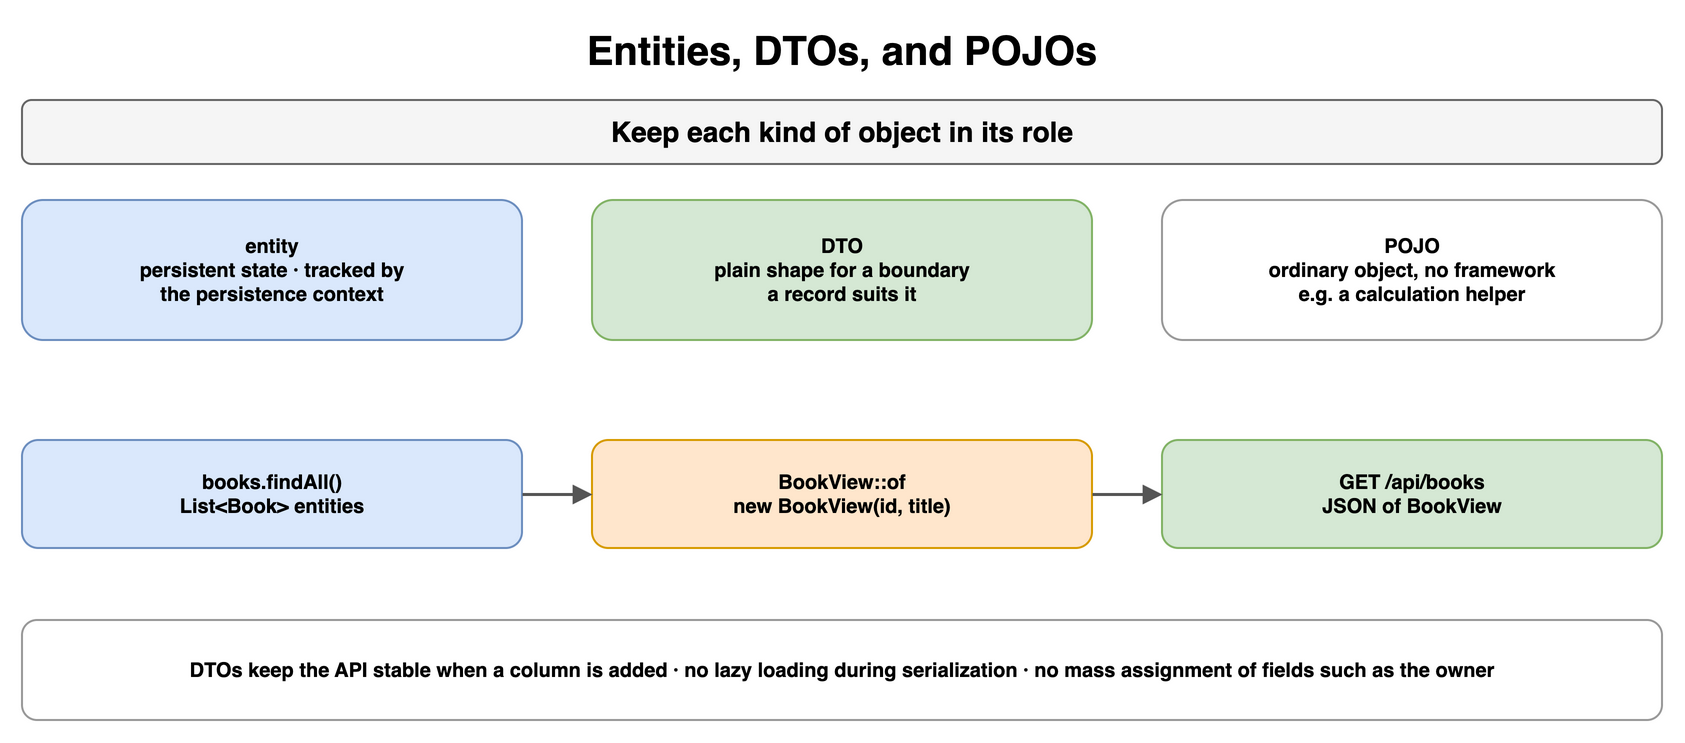 Entities, DTOs, and POJOs
Keep each kind of object in its role
entity
persistent state · tracked by
the persistence context
DTO
plain shape for a boundary
a record suits it
POJO
ordinary object, no framework
e.g. a calculation helper
books.findAll()
List<Book> entities
BookView::of
new BookView(id, title)
GET /api/books
JSON of BookView
DTOs keep the API stable when a column is added · no lazy loading during serialization · no mass assignment of fields such as the owner